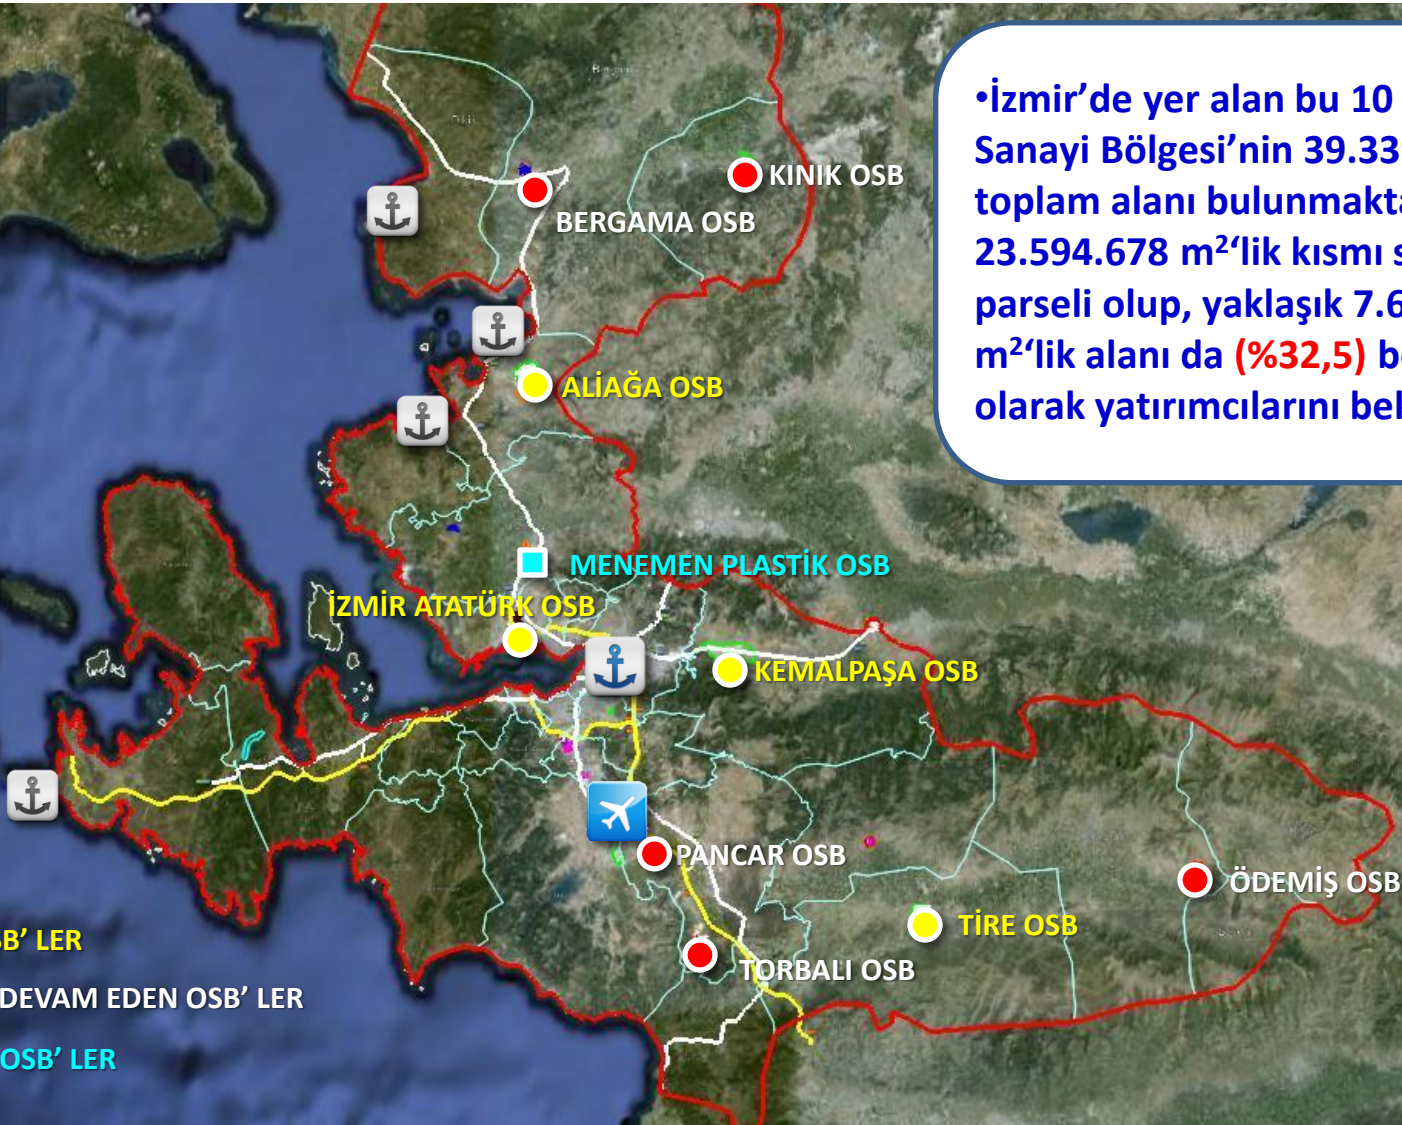 •İzmir’de yer alan bu 10
Sanayi Bölgesi’nin 39.33
toplam alanı bulunmakta
23.594.678 m²‘lik kısmı s
parseli olup, yaklaşık 7.6
m²‘lik alanı da (%32,5) b
olarak yatırımcılarını bel
KINIK OSB
BERGAMA OSB
ALİAĞA OSB
MENEMEN PLASTİK OSB
İZMİR ATATÜRK OSB
KEMALPAŞA OSB
PANCAR OSB
ÖDEMİŞ OSB
TİRE OSB
TORBALI OSB
SB’ LER
DEVAM EDEN OSB’ LER
OSB’ LER